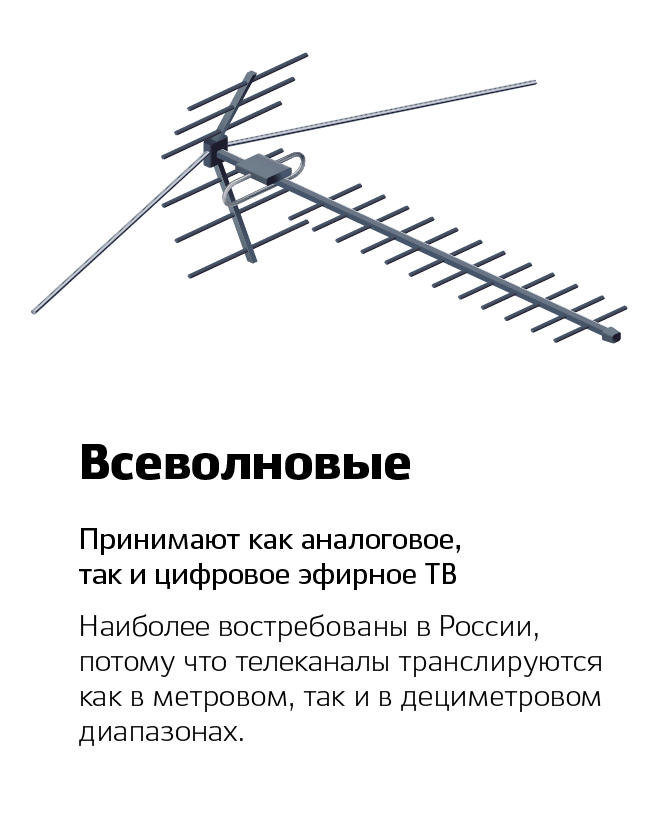 Всеволновые
Принимают как аналоговое,
так и цифровое эфирное ТВ
Наиболее востребованы в России,
потому что телеканалы транслируются
как в метровом, так и в дециметровом
диапазонах.